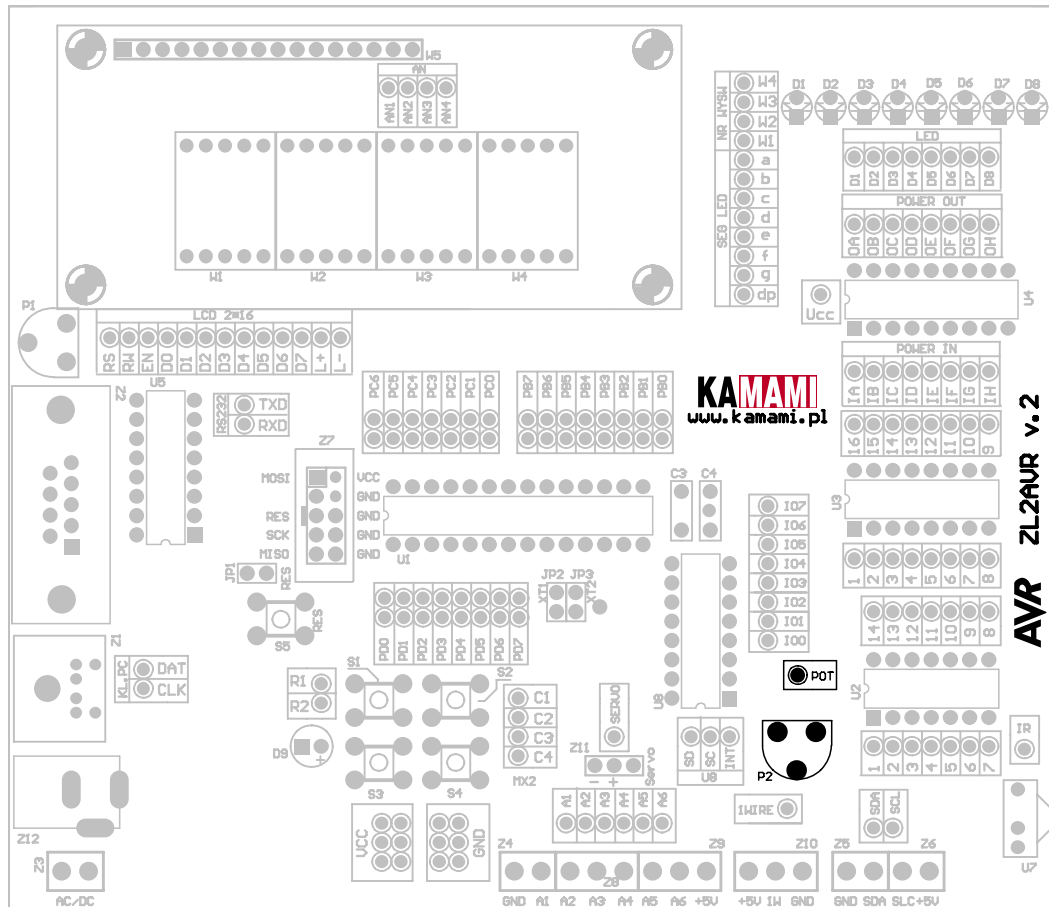 W5
AN
AN1 AN2 AN3 AN4
W1 W2 W3 W4
NR WYSW
W4
W3
W2
W1
SEG LED
a
b
c
d
e
f
g
dp
D1 D2 D3 D4 D5 D6 D7 D8
LED
D1 D2 D3 D4 D5 D6 D7 D8
POWER OUT
OA OB OC OD OE OF OG OH
U4
Ucc
P1
LCD 2*16
RS RW EN D0 D1 D2 D3 D4 D5 D6 D7 L+ L-
POWER IN
IA IB IC ID IE IF IG IH
16 15 14 13 12 11 10 9
U3
1 2 3 4 5 6 7 8
Z2
U5
RS232
TXD
RXD
PC6 PC5 PC4 PC3 PC2 PC1 PC0
PB7 PB6 PB5 PB4 PB3 PB2 PB1 PB0
KAMAMI
www.kamami.pl
Z7
MOSI VCC
GND
RES GND
SCK GND
MISO GND
U1
C3 C4
IO7
IO6
IO5
IO4
IO3
IO2
IO1
IO0
AVR ZL2AVR v.2
JP1
RES
RES
S5
JP2 JP3
XT1 XT2
PD0 PD1 PD2 PD3 PD4 PD5 PD6 PD7
14 13 12 11 10 9 8
U2
1 2 3 4 5 6 7
Z1
KL.PC
DAT
CLK
R1
R2
D9
S1 S2
S3 S4
C1
C2
C3
C4
MX2
SERVO
Z11
- +
Servo
U8
SD SC INT
U9
POT
P2
IR
U7
Z12
Z3
AC/DC
VCC GND
A1 A2 A3 A4 A5 A6
1WIRE
SDA SCL
Z4 Z8 Z9 Z10 Z5 Z6
GND A1 A2 A3 A4 A5 A6 +5V +5V 1W GND GND SDA SLC+5V